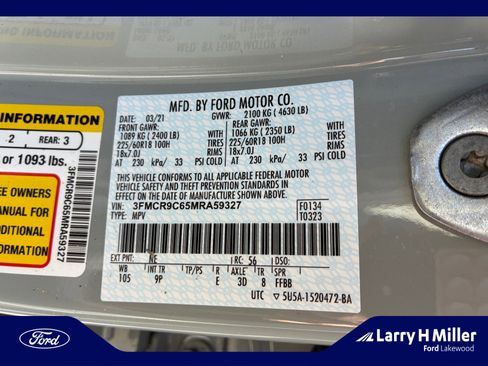 MFD. BY FORD MOTOR CO.
DATE: 03/21 GVWR: 2100 KG ( 4630 LB)
FRONT GAWR: REAR GAWR:
1089 KG ( 2400 LB) 1066 KG ( 2350 LB)
225/60R18 100H TIRES 225/60R18 100H TIRES
18x7.0J RIMS 18x7.0J RIMS
AT 230 kPa/ 33 PSI COLD AT 230 kPa/ 33 PSI COLD
THIS VEHICLE CONFORMS TO ALL APPLICABLE FEDERAL MOTOR
VEHICLE SAFETY AND THEFT PREVENTION STANDARDS IN EFFECT
ON THE DATE OF MANUFACTURE SHOWN ABOVE.
VIN: 3FMCR9C65MRA59327 F0134
TYPE: MPV T0323
EXT PNT: NE RC: 56 DSO:
WB INT TR TP/PS R AXLE TR SPR
105 9P E 3D 8 FFBB
UTC 5U5A-1520472-BA
INFORMATION
2 REAR: 3
or 1093 lbs.
OWNERS
MANUAL
ADDITIONAL
INFORMATION
3FMCR9C65MRA59327
Ford
Larry H Miller
Ford Lakewood